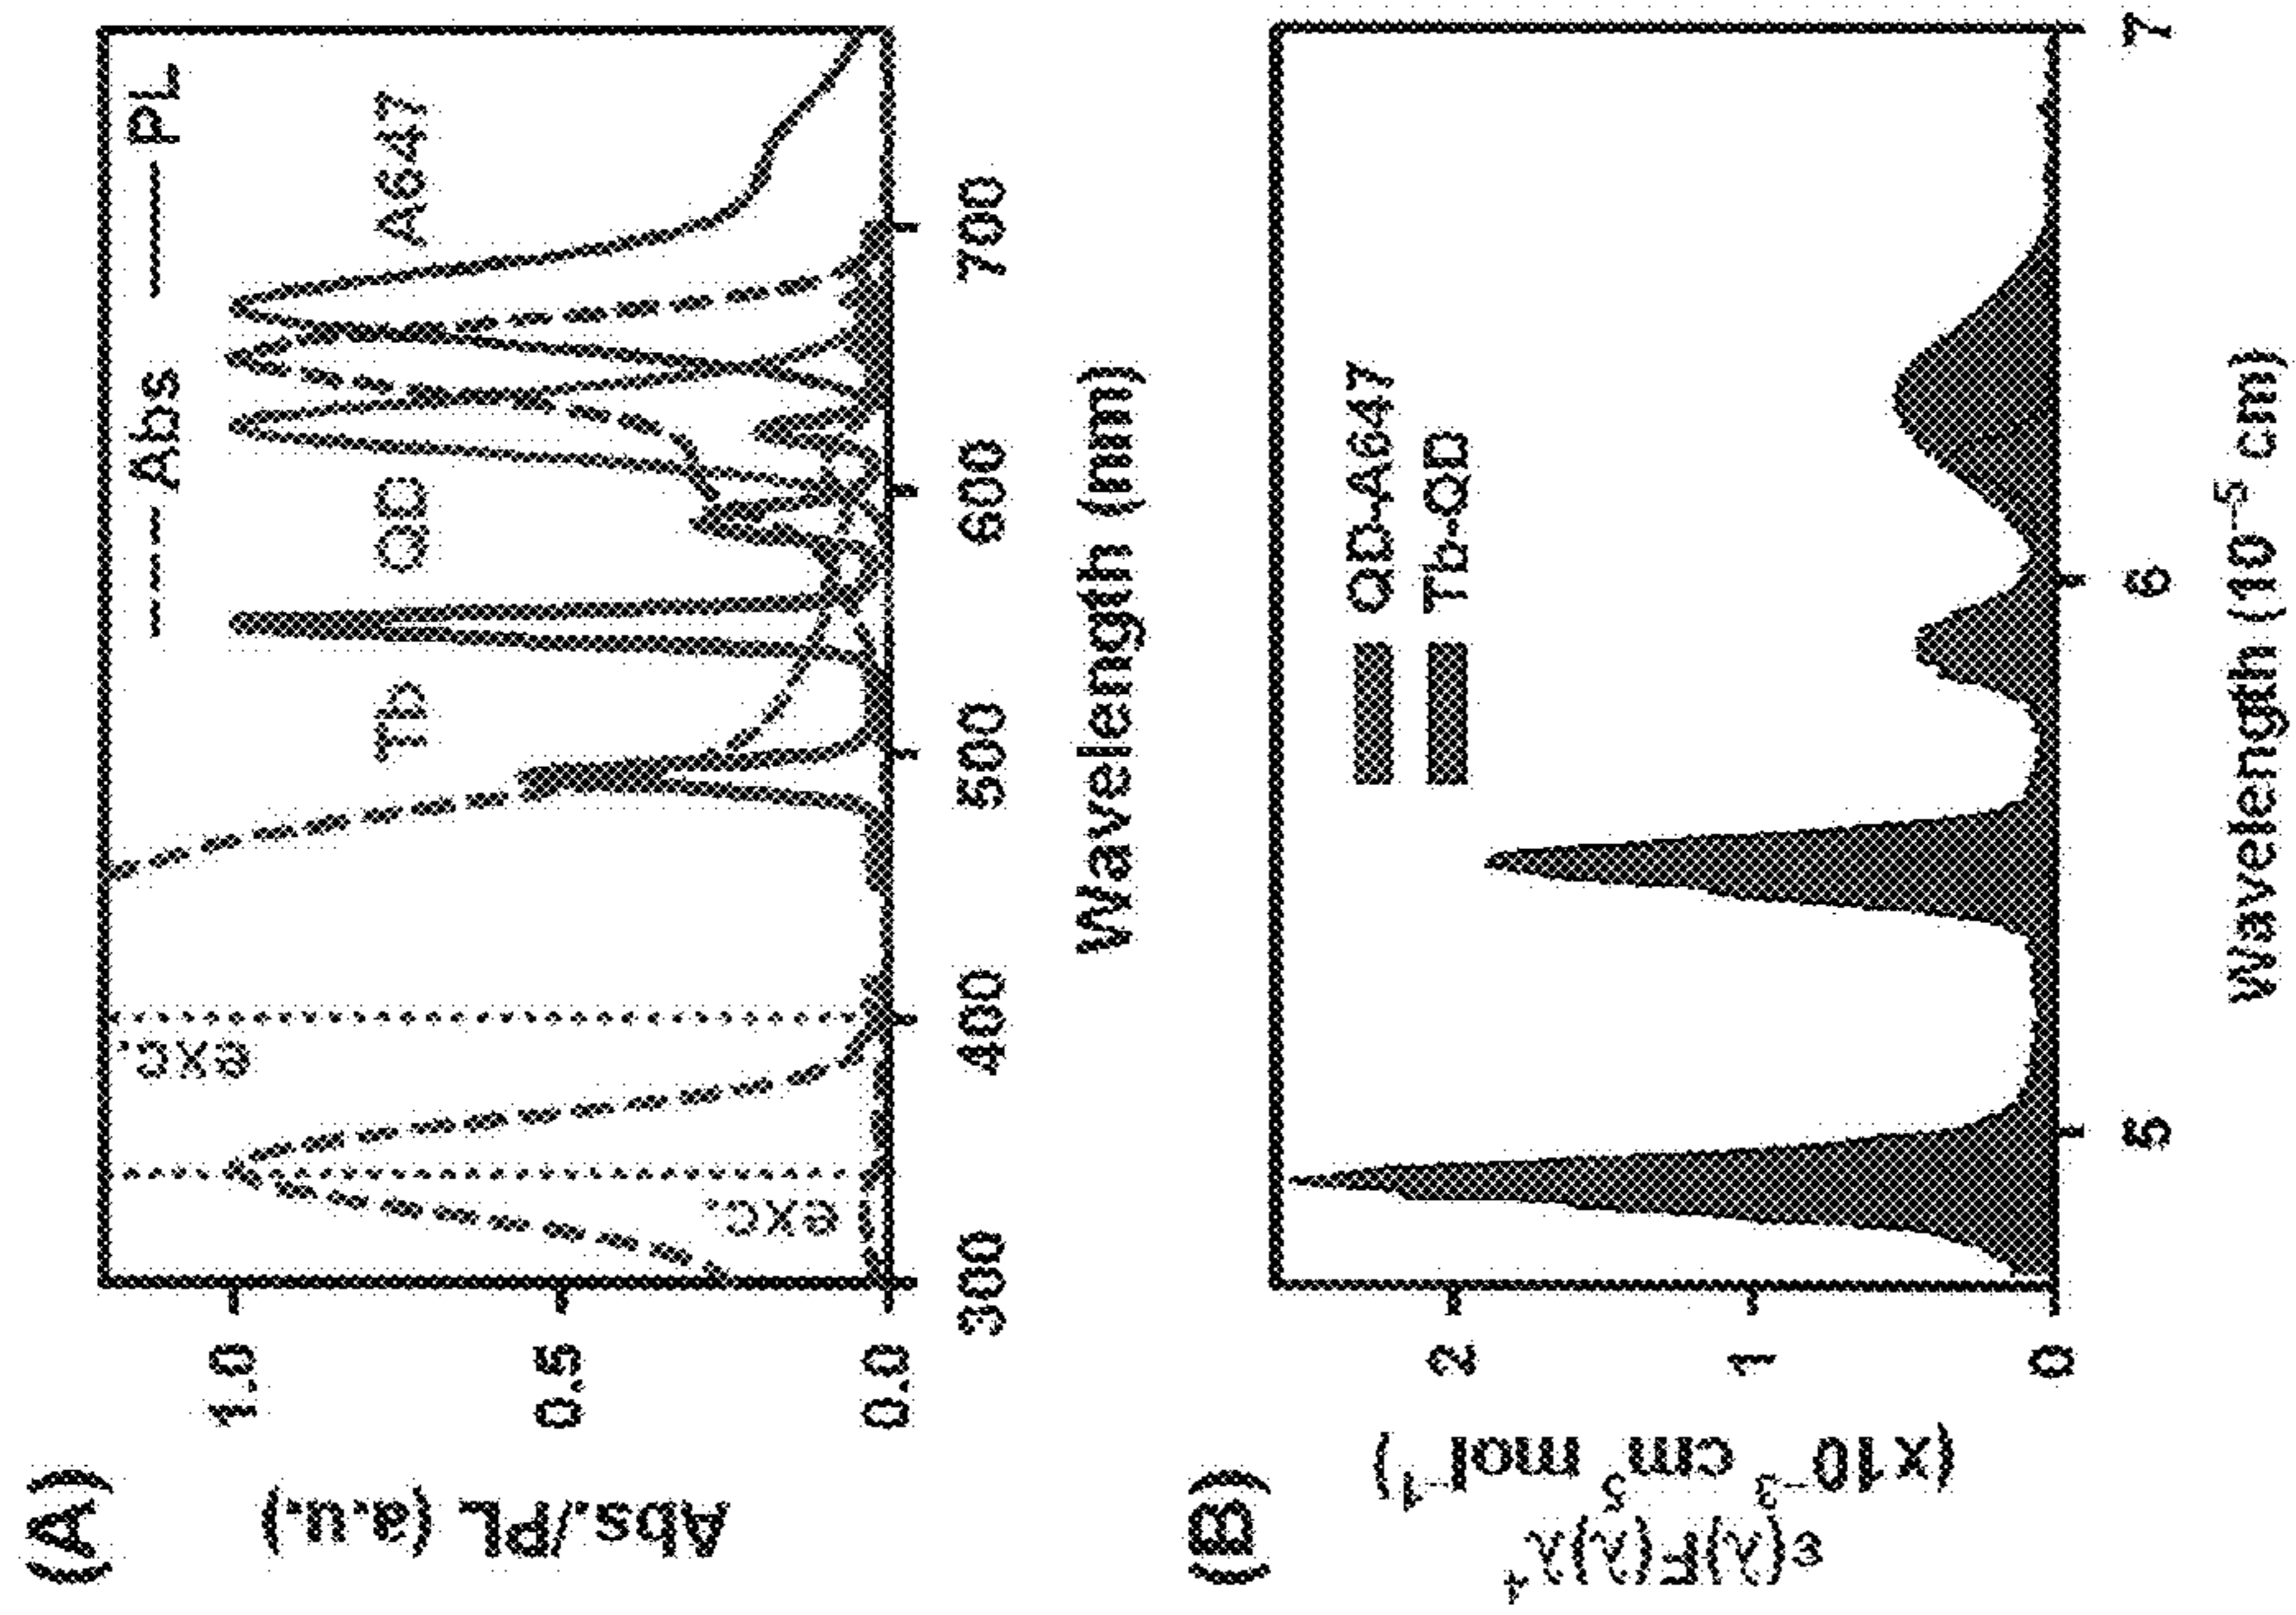 (A)
Abs./PL (a.u.)
1.0
0.5
0.0
Abs PL
Tb QD A647
exc.
exc.
300 400 500 600 700
Wavelength (nm)
(B)
ε(λ)F(λ)λ⁴
(x10⁻³ cm⁵ mol⁻¹)
2
1
0
QD-A647
Tb-QD
5 6 7
Wavelength (10⁻⁵ cm)